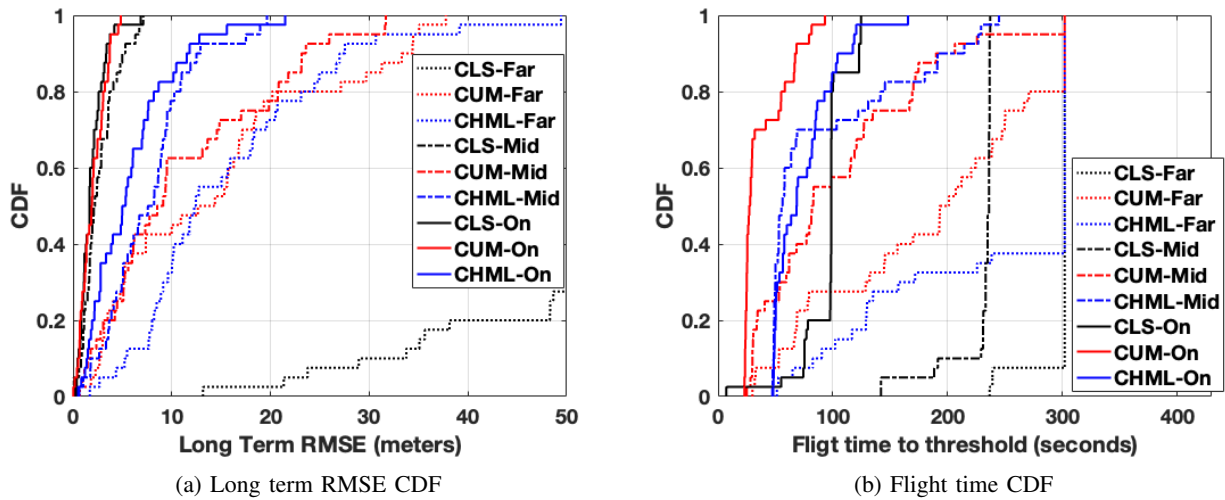 1
0.8
0.6
0.4
0.2
0
CDF
0 10 20 30 40 50
Long Term RMSE (meters)
CLS-Far
CUM-Far
CHML-Far
CLS-Mid
CUM-Mid
CHML-Mid
CLS-On
CUM-On
CHML-On
(a) Long term RMSE CDF
1
0.8
0.6
0.4
0.2
0
CDF
0 100 200 300 400
Fligt time to threshold (seconds)
CLS-Far
CUM-Far
CHML-Far
CLS-Mid
CUM-Mid
CHML-Mid
CLS-On
CUM-On
CHML-On
(b) Flight time CDF